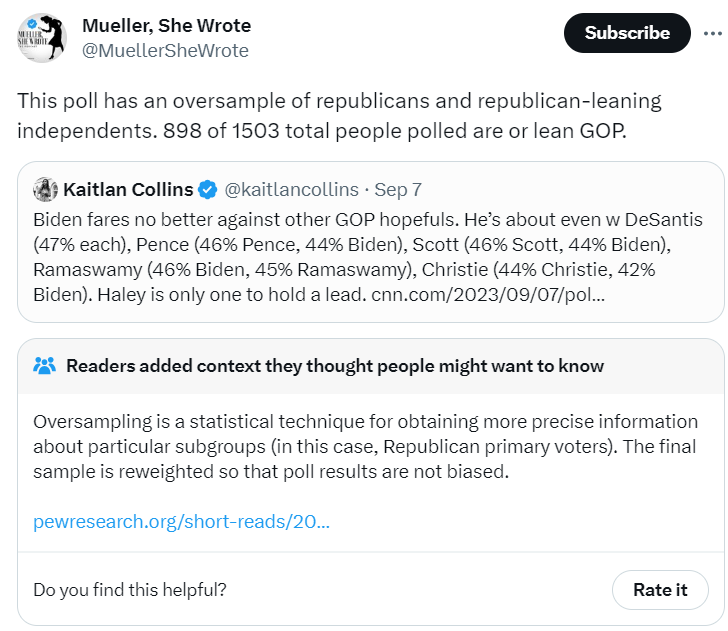 Mueller, She Wrote
@MuellerSheWrote
Subscribe
This poll has an oversample of republicans and republican-leaning
independents. 898 of 1503 total people polled are or lean GOP.
Kaitlan Collins @kaitlancollins · Sep 7
Biden fares no better against other GOP hopefuls. He's about even w DeSantis
(47% each), Pence (46% Pence, 44% Biden), Scott (46% Scott, 44% Biden),
Ramaswamy (46% Biden, 45% Ramaswamy), Christie (44% Christie, 42%
Biden). Haley is only one to hold a lead. cnn.com/2023/09/07/pol...
Readers added context they thought people might want to know
Oversampling is a statistical technique for obtaining more precise information
about particular subgroups (in this case, Republican primary voters). The final
sample is reweighted so that poll results are not biased.
pewresearch.org/short-reads/20...
Do you find this helpful?
Rate it